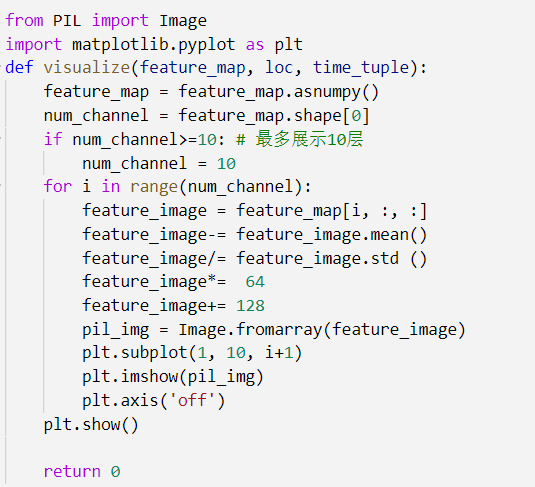 from PIL import Image
import matplotlib.pyplot as plt
def visualize(feature_map, loc, time_tuple):
    feature_map = feature_map.asnumpy()
    num_channel = feature_map.shape[0]
    if num_channel>=10: # 最多展示10层
        num_channel = 10
    for i in range(num_channel):
        feature_image = feature_map[i, :, :]
        feature_image-= feature_image.mean()
        feature_image/= feature_image.std ()
        feature_image*=  64
        feature_image+= 128
        pil_img = Image.fromarray(feature_image)
        plt.subplot(1, 10, i+1)
        plt.imshow(pil_img)
        plt.axis('off')
    plt.show()
    return 0